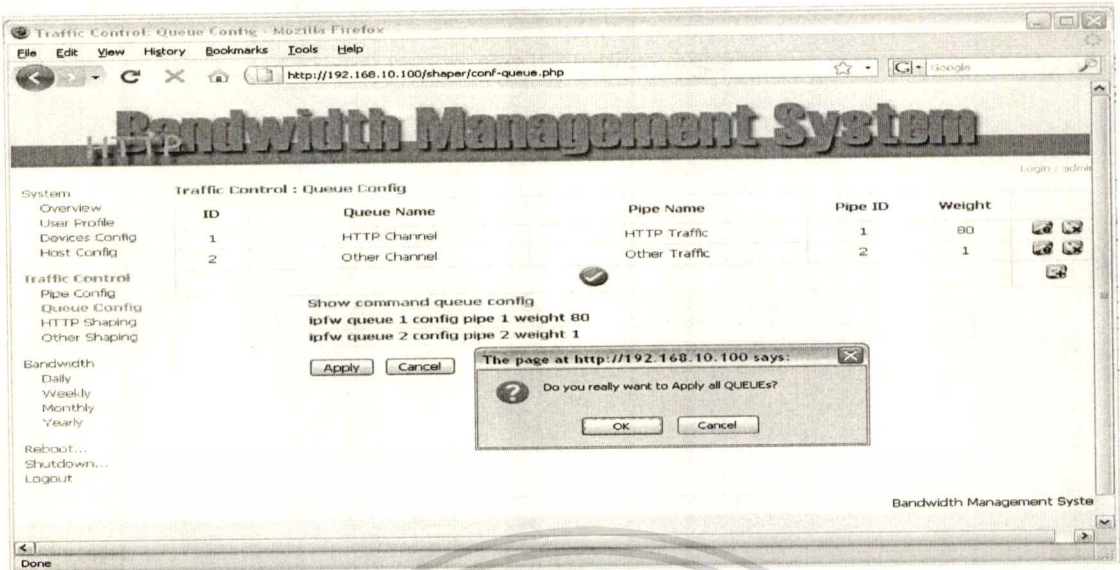 Traffic Control: Queue Config - Mozilla Firefox
File Edit View History Bookmarks Tools Help
http://192.168.10.100/shaper/conf-queue.php
Google
HTTP Bandwidth Management System
Login : admin
System
Overview
User Profile
Devices Config
Host Config
Traffic Control
Pipe Config
Queue Config
HTTP Shaping
Other Shaping
Bandwidth
Daily
Weekly
Monthly
Yearly
Reboot...
Shutdown...
Logout
Traffic Control : Queue Config
ID Queue Name Pipe Name Pipe ID Weight
1 HTTP Channel HTTP Traffic 1 80
2 Other Channel Other Traffic 2 1
Show command queue config
ipfw queue 1 config pipe 1 weight 80
ipfw queue 2 config pipe 2 weight 1
Apply Cancel
The page at http://192.168.10.100 says:
Do you really want to Apply all QUEUEs?
OK Cancel
Bandwidth Management Syste
Done